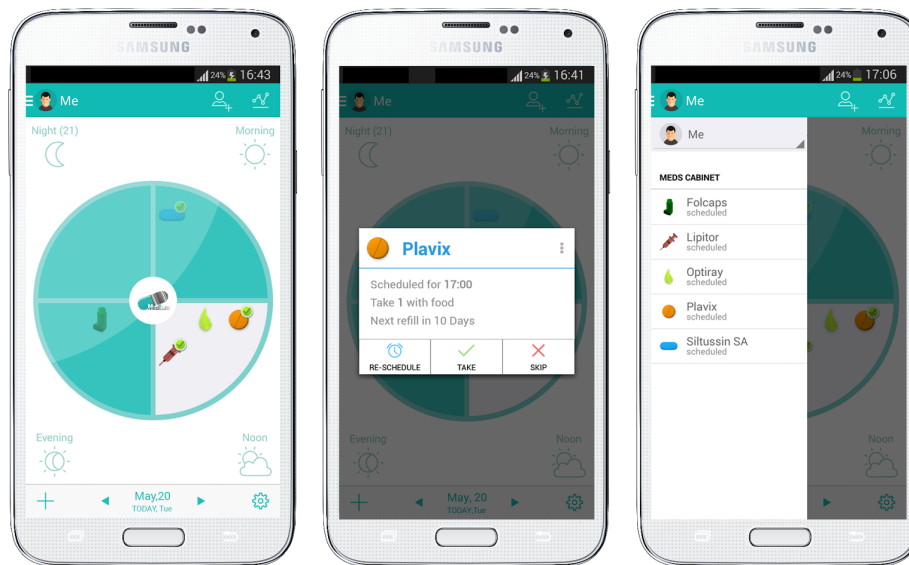 SAMSUNG
24% 16:43
Me
Night (21)
Morning
Evening
Noon
May,20
TODAY, Tue
SAMSUNG
24% 16:41
Me
Night (21)
Morning
Plavix
Scheduled for 17:00
Take 1 with food
Next refill in 10 Days
RE-SCHEDULE
TAKE
SKIP
Evening
Noon
May, 20
TODAY,Tue
SAMSUNG
24% 17:06
Me
Morning
Me
MEDS CABINET
Folcaps
scheduled
Lipitor
scheduled
Optiray
scheduled
Plavix
scheduled
Siltussin SA
scheduled
Noon